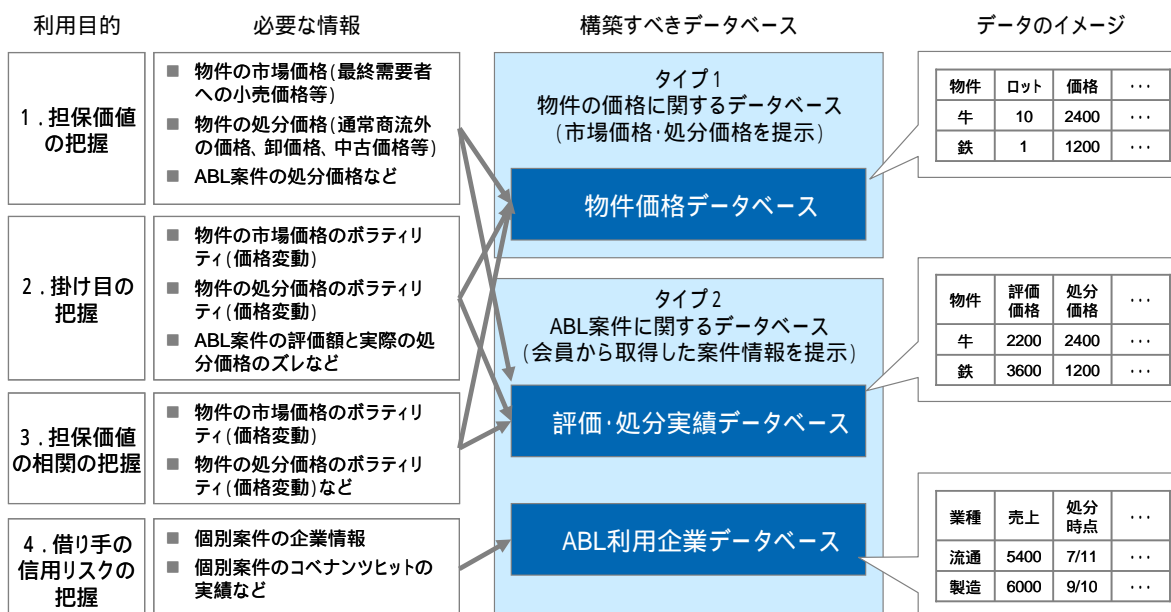 利用目的
必要な情報
構築すべきデータベース
データのイメージ
1．担保価値
の把握
■ 物件の市場価格(最終需要者
への小売価格等)
■ 物件の処分価格(通常商流外
の価格、卸価格、中古価格等)
■ ABL案件の処分価格など
2．掛け目の
把握
■ 物件の市場価格のボラティリ
ティ(価格変動)
■ 物件の処分価格のボラティリ
ティ(価格変動)
■ ABL案件の評価額と実際の処
分価格のズレなど
3．担保価値
の相関の把握
■ 物件の市場価格のボラティリ
ティ(価格変動)
■ 物件の処分価格のボラティリ
ティ(価格変動)など
4．借り手の
信用リスクの
把握
■ 個別案件の企業情報
■ 個別案件のコベナンツヒットの
実績など
タイプ1
物件の価格に関するデータベース
(市場価格・処分価格を提示)
物件価格データベース
タイプ2
ABL案件に関するデータベース
(会員から取得した案件情報を提示)
評価・処分実績データベース
ABL利用企業データベース
物件 ロット 価格 ···
牛 10 2400 ···
鉄 1 1200 ···
物件 評価価格 処分価格 ···
牛 2200 2400 ···
鉄 3600 1200 ···
業種 売上 処分時点 ···
流通 5400 7/11 ···
製造 6000 9/10 ···